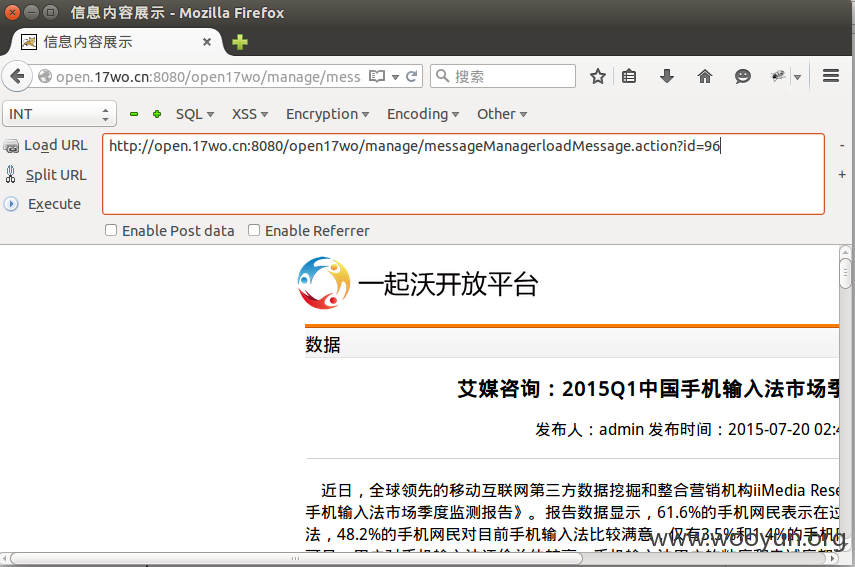 信息内容展示 - Mozilla Firefox
信息内容展示
open.17wo.cn:8080/open17wo/manage/mess
搜索
INT
SQL
XSS
Encryption
Encoding
Other
Load URL
http://open.17wo.cn:8080/open17wo/manage/messageManagerloadMessage.action?id=96
Split URL
Execute
Enable Post data
Enable Referrer
一起沃开放平台
数据
艾媒咨询：2015Q1中国手机输入法市场季
发布人：admin 发布时间：2015-07-20 02:4
近日，全球领先的移动互联网第三方数据挖掘和整合营销机构iiMedia Rese
手机输入法市场季度监测报告》。报告数据显示，61.6%的手机网民表示在过
法，48.2%的手机网民对目前手机输入法比较满意，仅有3.5%和1.4%的手机
www.wooyun.org